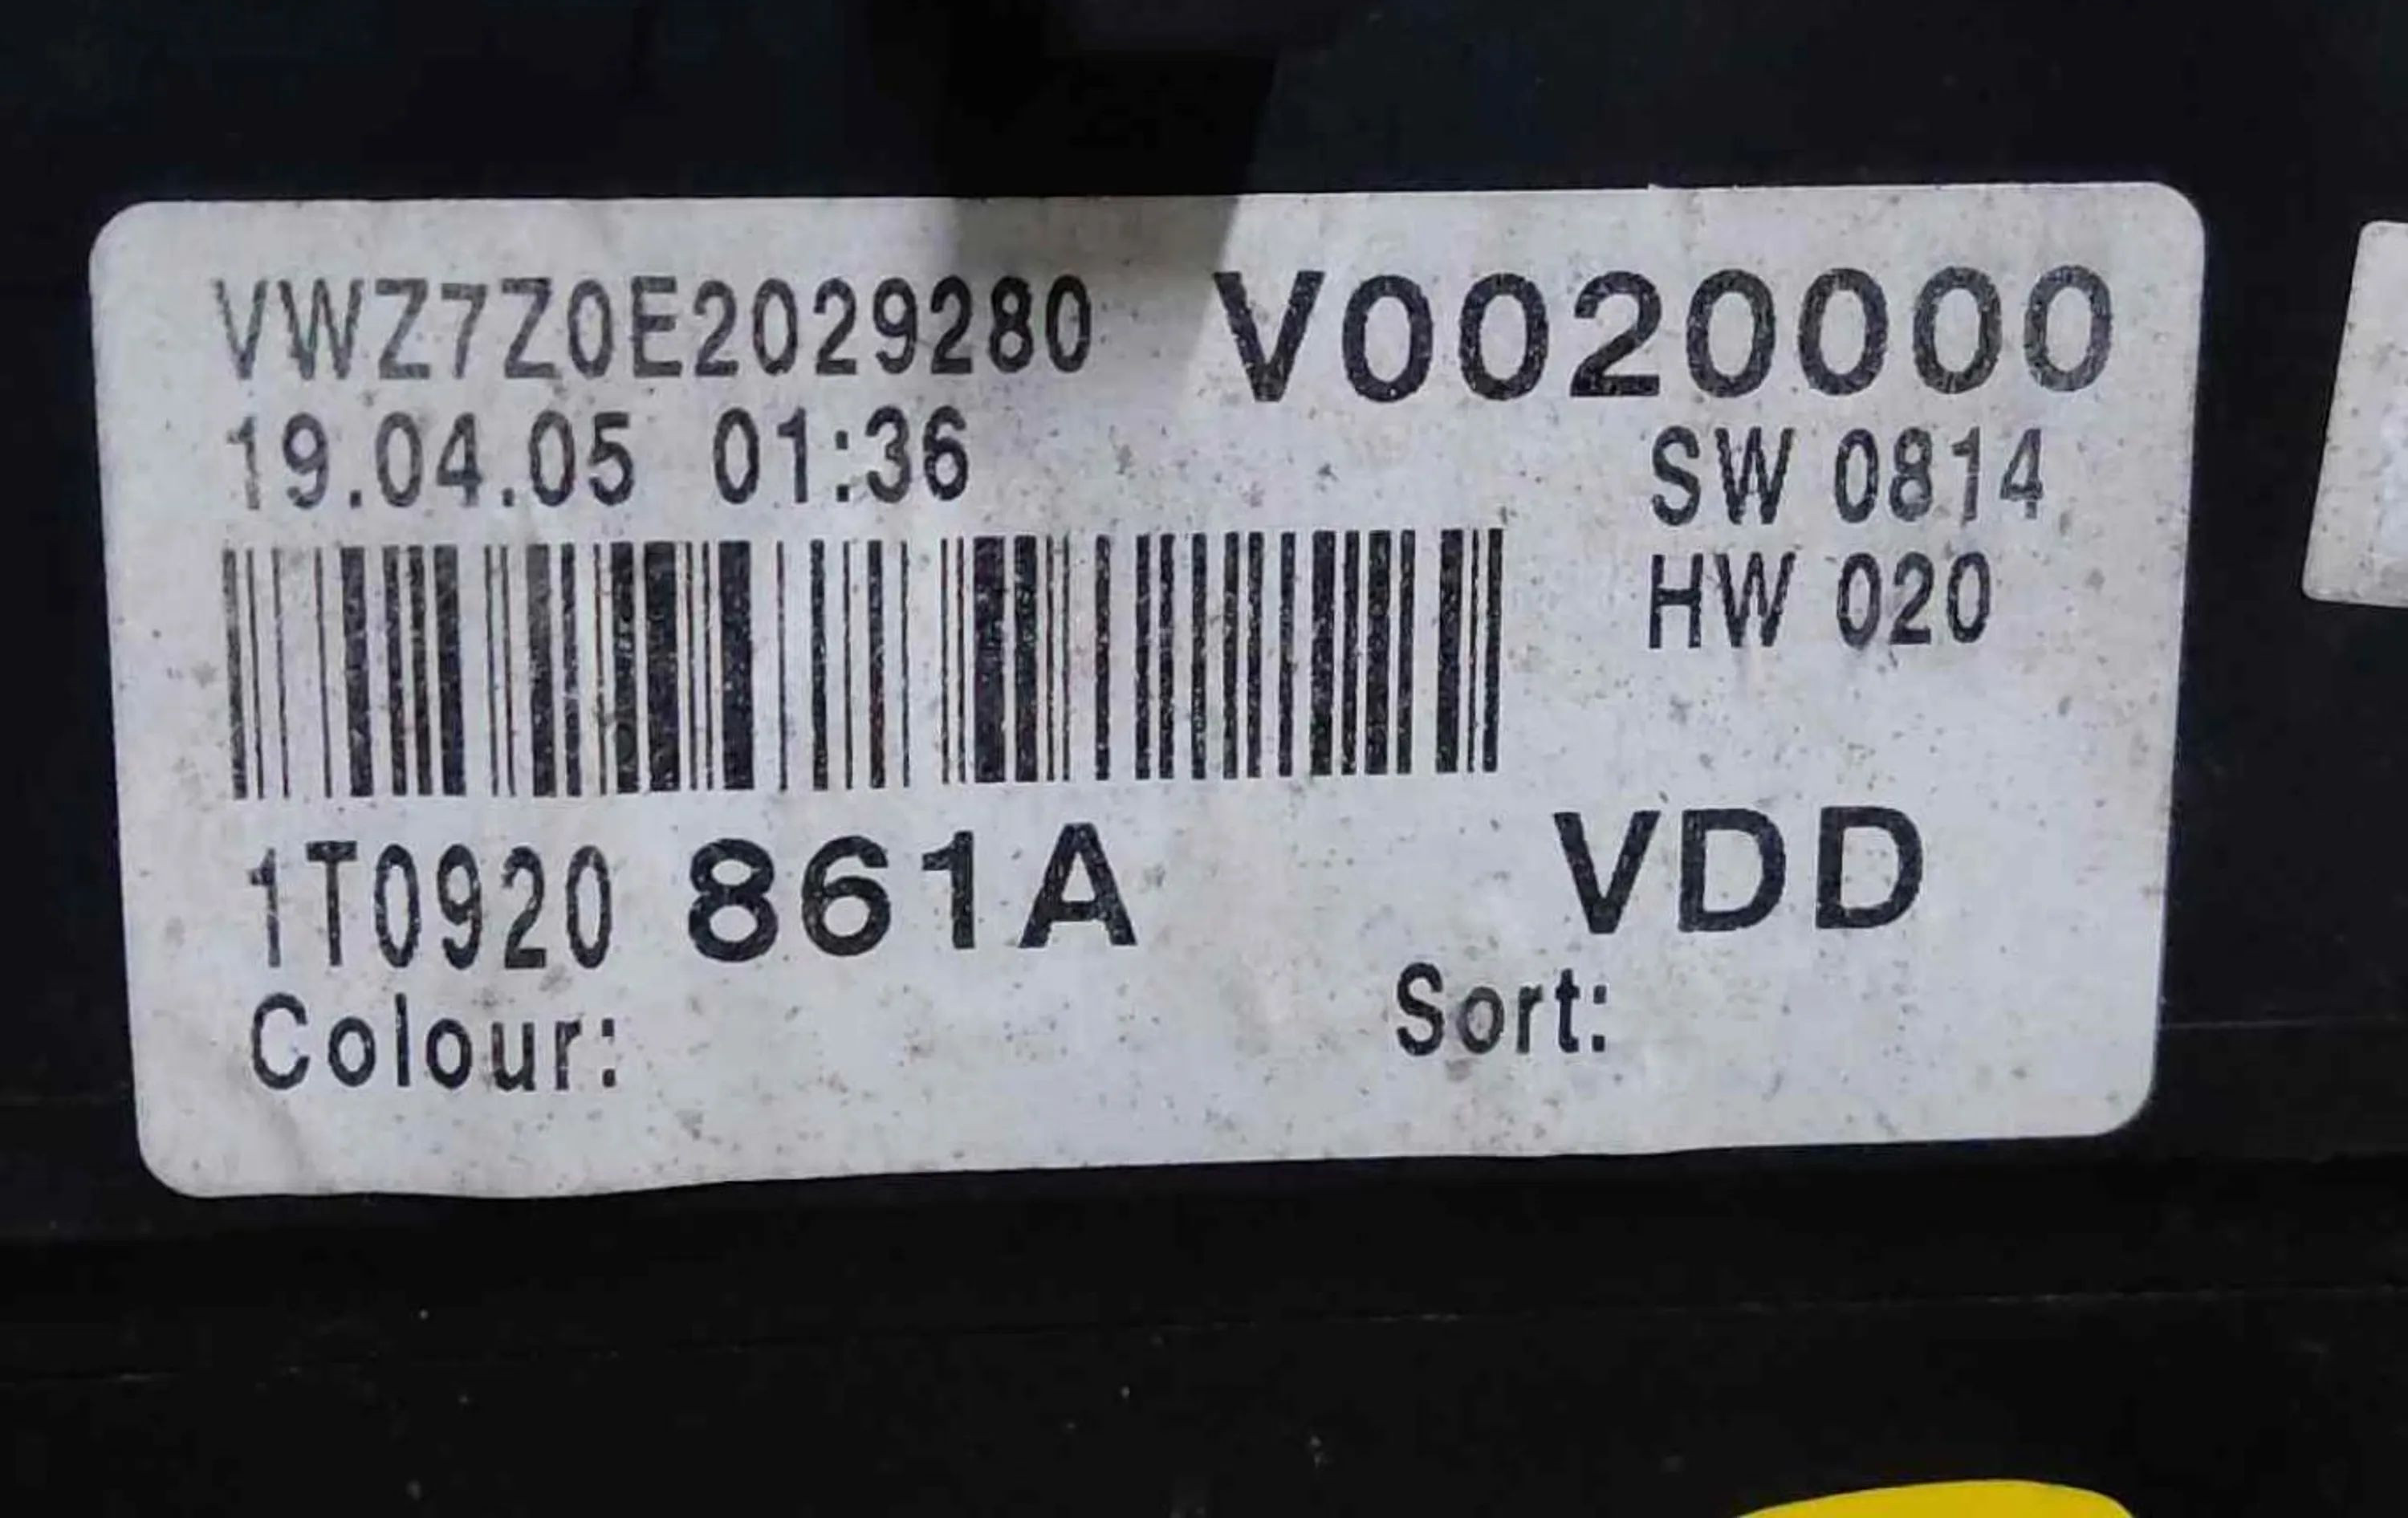 VWZ7Z0E2029280 V0020000
19.04.05 01:36 SW 0814
HW 020
1T0920 861A VDD
Colour: Sort: